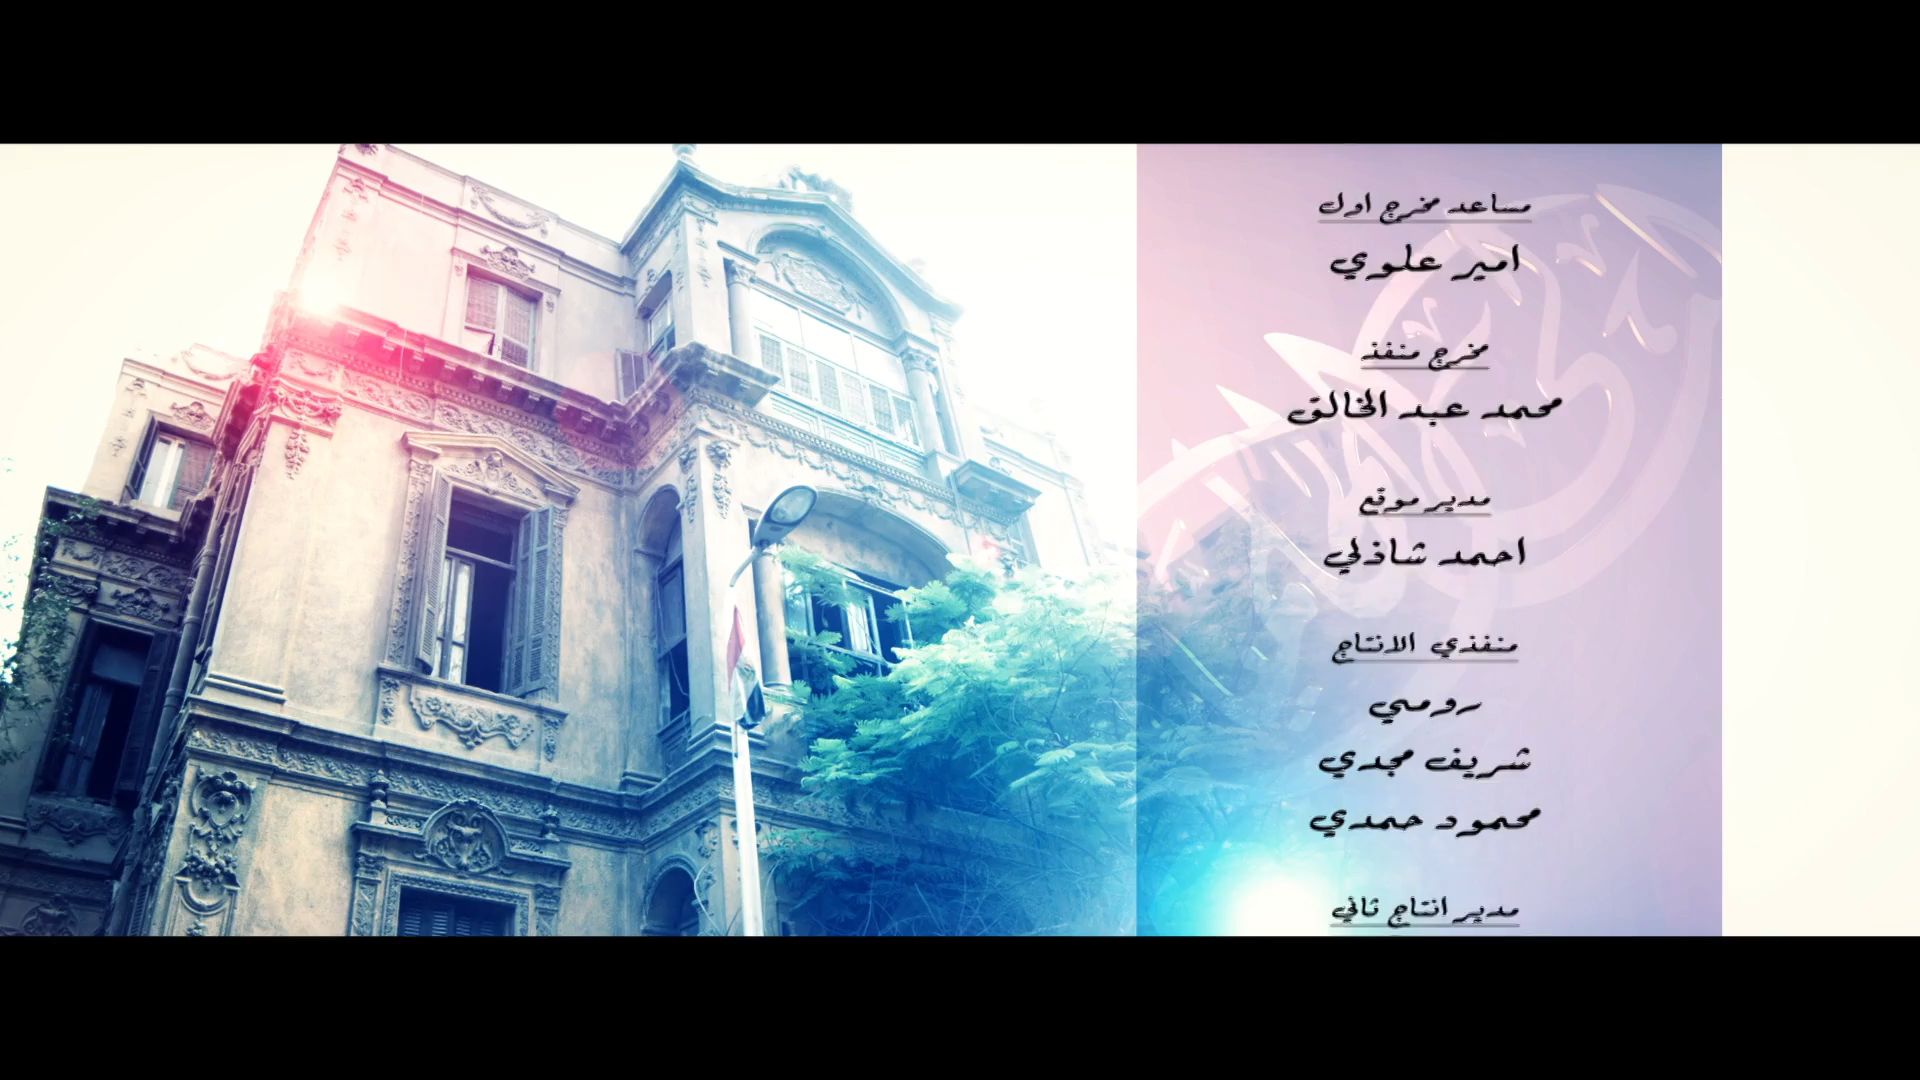 مساعد مخرج اول
امير علوي
مخرج منفذ
محمد عبد الخالق
مدير موقع
احمد شاذلي
منفذي الانتاج
رومي
شريف مجدي
محمود حمدي
مدير انتاج ثاني